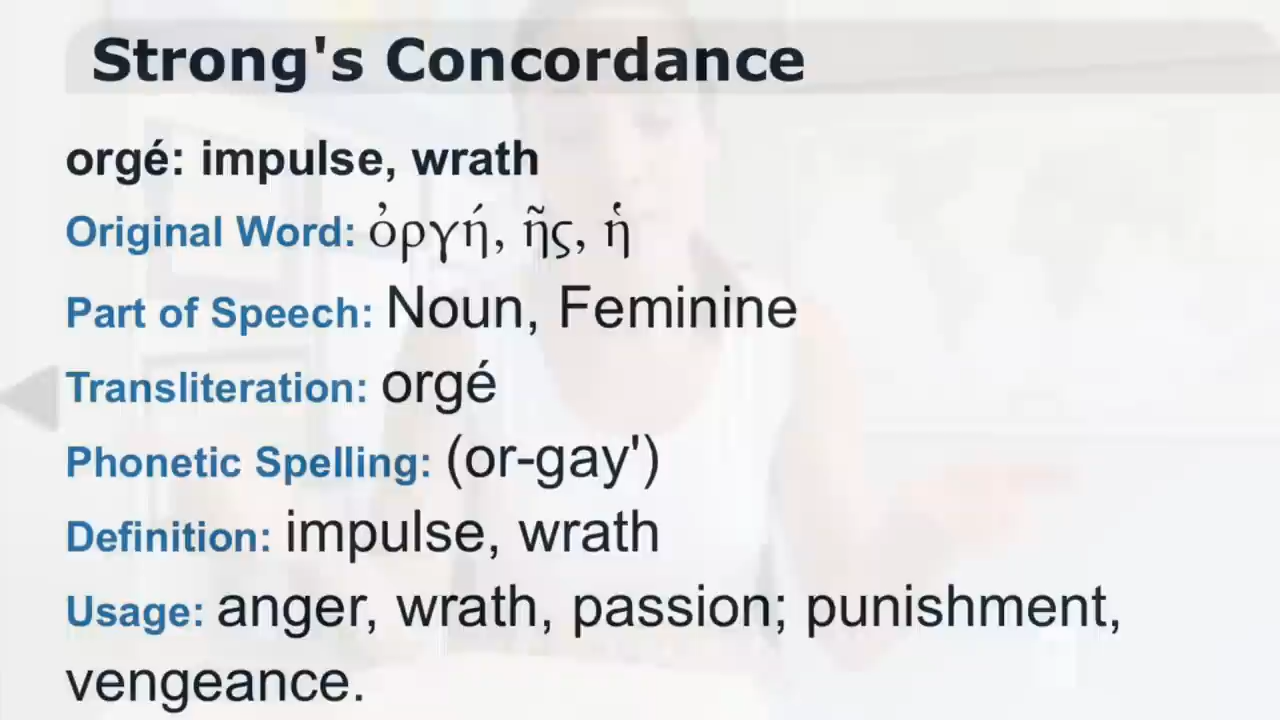 Strong's Concordance
orgé: impulse, wrath
Original Word: ὀργή, ῆς, ἡ
Part of Speech: Noun, Feminine
Transliteration: orgé
Phonetic Spelling: (or-gay')
Definition: impulse, wrath
Usage: anger, wrath, passion; punishment,
vengeance.